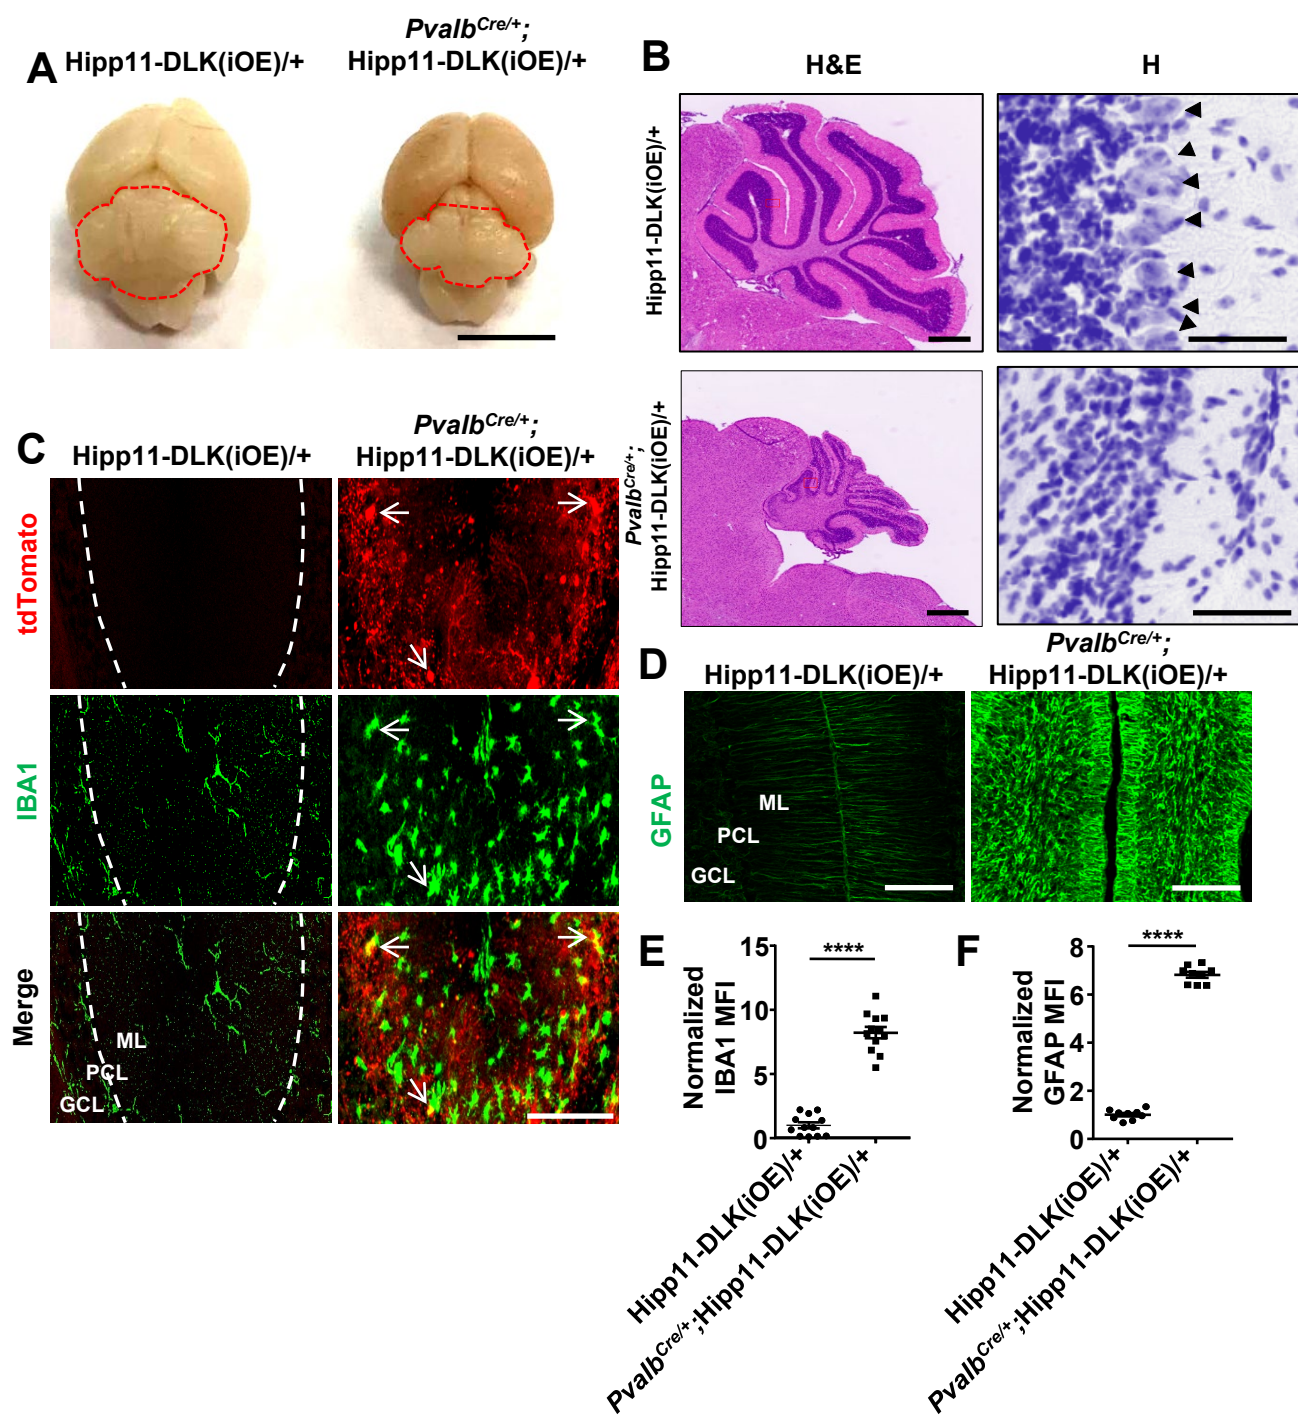 A
Hipp11-DLK(iOE)/+
Pvalb^Cre/+;
Hipp11-DLK(iOE)/+
B
H&E
H
Hipp11-DLK(iOE)/+
Pvalb^Cre/+;
Hipp11-DLK(iOE)/+
C
Hipp11-DLK(iOE)/+
Pvalb^Cre/+;
Hipp11-DLK(iOE)/+
tdTomato
IBA1
Merge
ML
PCL
GCL
D
Hipp11-DLK(iOE)/+
Pvalb^Cre/+;
Hipp11-DLK(iOE)/+
GFAP
ML
PCL
GCL
E
Normalized
IBA1 MFI
15
10
5
0
****
Hipp11-DLK(iOE)/+
Pvalb^Cre/+;Hipp11-DLK(iOE)/+
F
Normalized
GFAP MFI
8
6
4
2
0
****
Hipp11-DLK(iOE)/+
Pvalb^Cre/+;Hipp11-DLK(iOE)/+